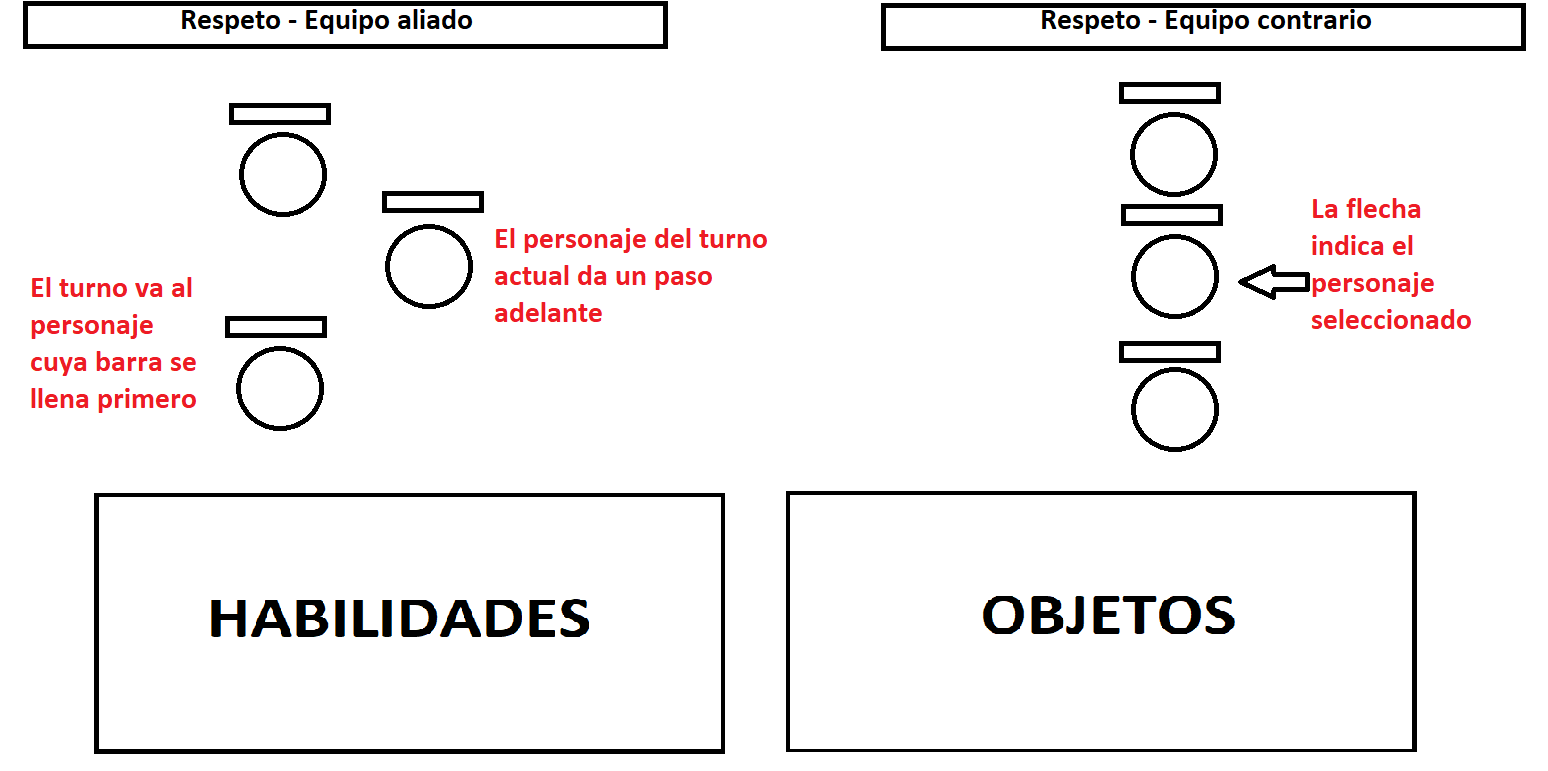 Respeto - Equipo aliado
Respeto - Equipo contrario
El personaje del turno
actual da un paso
adelante
La flecha
indica el
personaje
seleccionado
El turno va al
personaje
cuya barra se
llena primero
HABILIDADES
OBJETOS